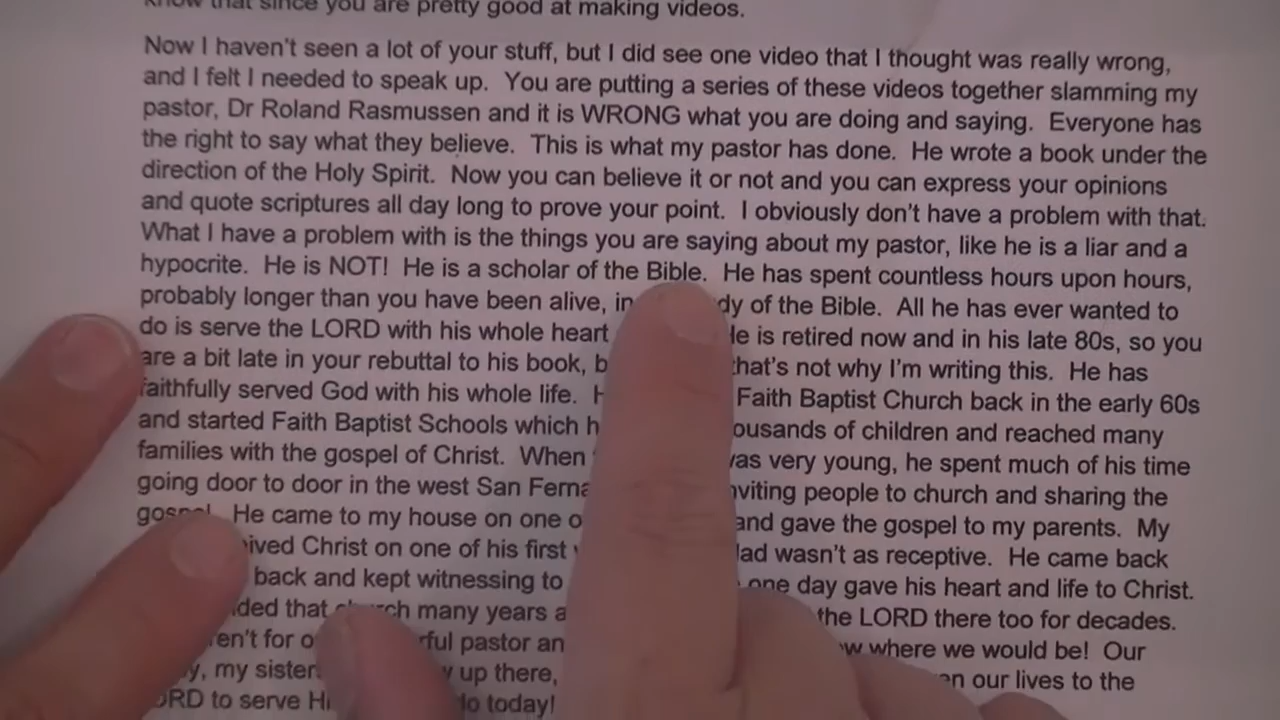 know that since you are pretty good at making videos.
Now I haven't seen a lot of your stuff, but I did see one video that I thought was really wrong,
and I felt I needed to speak up. You are putting a series of these videos together slamming my
pastor, Dr Roland Rasmussen and it is WRONG what you are doing and saying. Everyone has
the right to say what they believe. This is what my pastor has done. He wrote a book under the
direction of the Holy Spirit. Now you can believe it or not and you can express your opinions
and quote scriptures all day long to prove your point. I obviously don't have a problem with that.
What I have a problem with is the things you are saying about my pastor, like he is a liar and a
hypocrite. He is NOT! He is a scholar of the Bible. He has spent countless hours upon hours,
probably longer than you have been alive, in dy of the Bible. All he has ever wanted to
do is serve the LORD with his whole heart is retired now and in his late 80s, so you
are a bit late in your rebuttal to his book, that's not why I'm writing this. He has
faithfully served God with his whole life. Faith Baptist Church back in the early 60s
and started Faith Baptist Schools which ousands of children and reached many
families with the gospel of Christ. When was very young, he spent much of his time
going door to door in the west San nviting people to church and sharing the
He came to my house on one and gave the gospel to my parents. My
ived Christ on one of his first wasn't as receptive. He came back
back and kept witnessing to one day gave his heart and life to Christ.
ded that church many years the LORD there too for decades.
pastor where we would be! Our
my up there, our lives to the
to serve today!